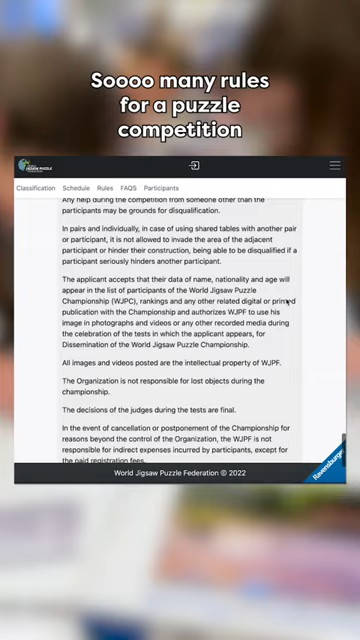 Soooo many rules
for a puzzle
competition
JIGSAW PUZZLE
Classification Schedule Rules FAQS Participants
Any help during the competition from someone other than the
participants may be grounds for disqualification.
In pairs and individually, in case of using shared tables with another pair
or participant, it is not allowed to invade the area of the adjacent
participant or hinder their construction, being able to be disqualified if a
participant seriously hinders another participant.
The applicant accepts that their data of name, nationality and age will
appear in the list of participants of the World Jigsaw Puzzle
Championship (WJPC), rankings and any other related digital or printed
publication with the Championship and authorizes WJPF to use his
image in photographs and videos or any other recorded media during
the celebration of the tests in which the applicant appears, for
Dissemination of the World Jigsaw Puzzle Championship.
All images and videos posted are the intellectual property of WJPF.
The Organization is not responsible for lost objects during the
championship.
The decisions of the judges during the tests are final.
In the event of cancellation or postponement of the Championship for
reasons beyond the control of the Organization, the WJPF is not
responsible for indirect expenses incurred by participants, except for
the paid registration fees.
World Jigsaw Puzzle Federation © 2022
Ravensburger